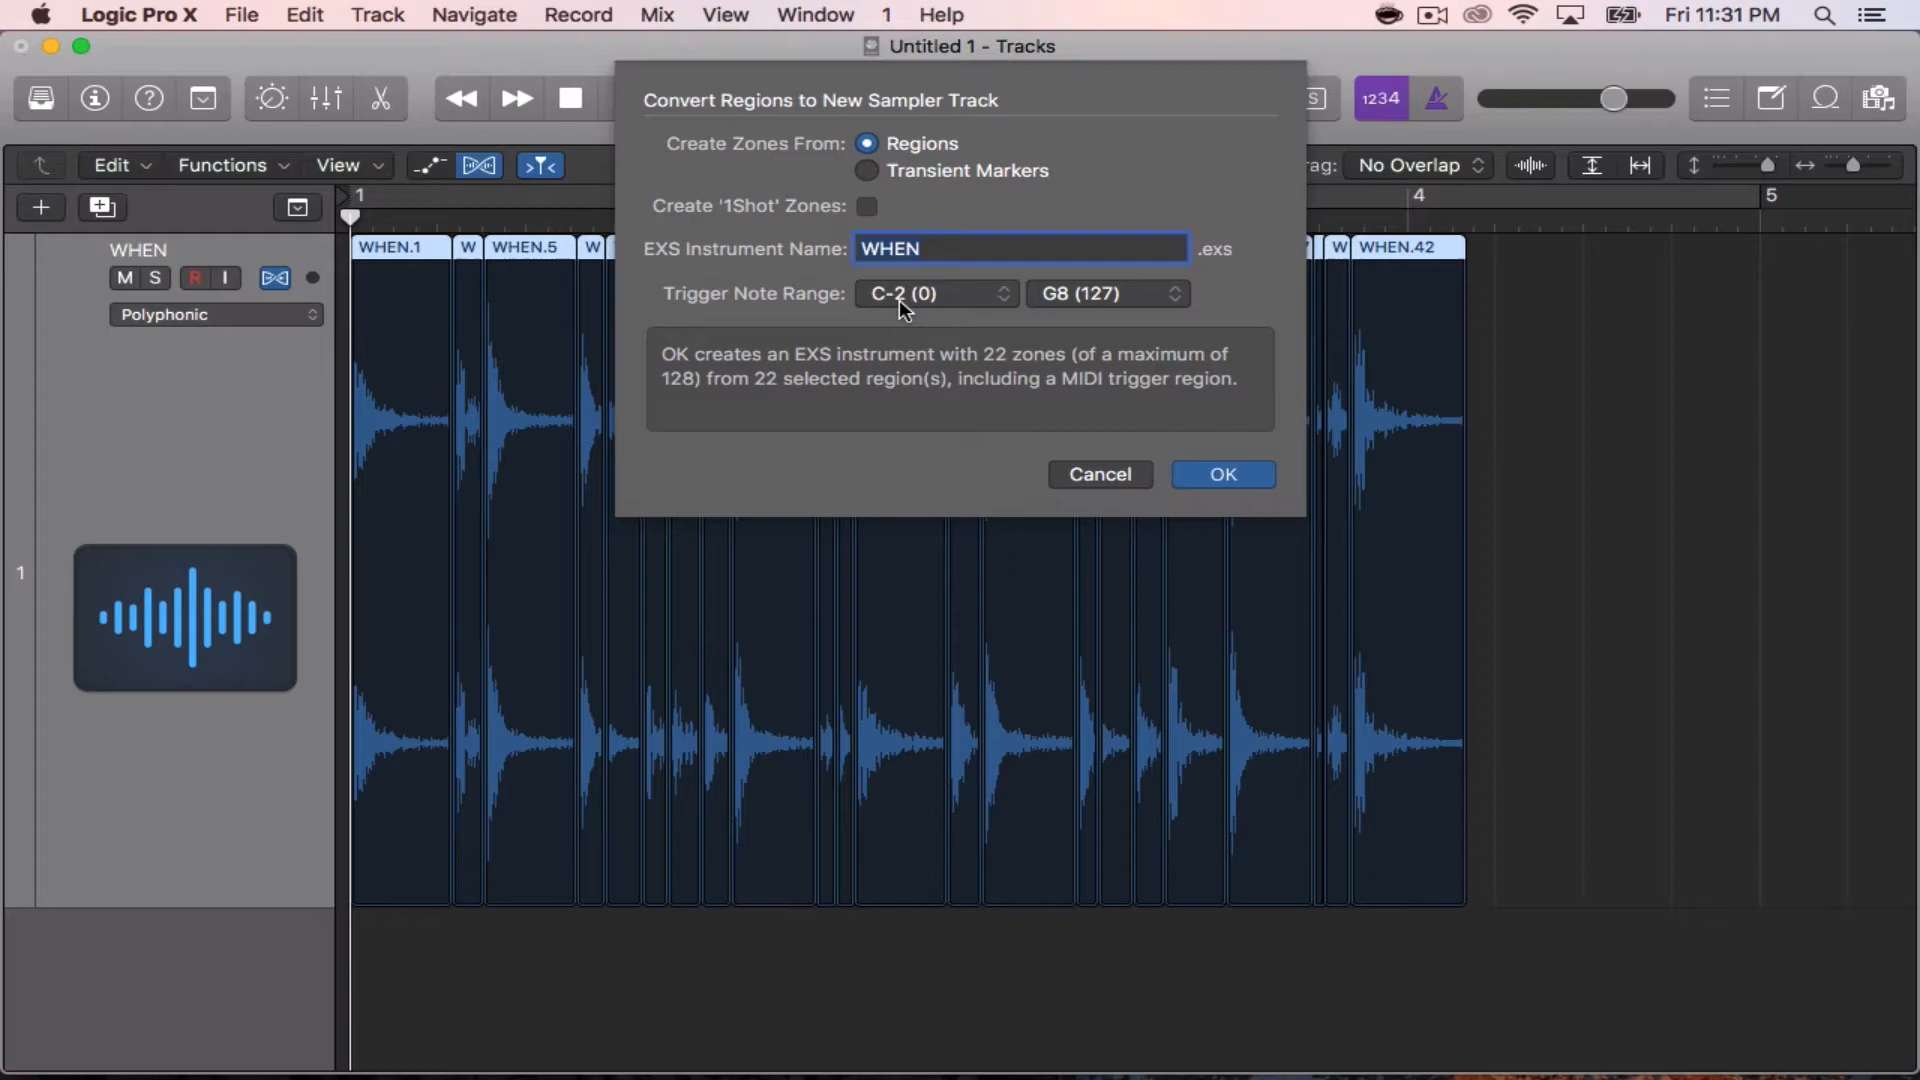 Logic Pro X File Edit Track Navigate Record Mix View Window 1 Help Fri 11:31 PM
Untitled 1 - Tracks
1234
Convert Regions to New Sampler Track
Create Zones From: Regions
Transient Markers
Create '1Shot' Zones:
EXS Instrument Name: WHEN .exs
Trigger Note Range: C-2 (0) G8 (127)
OK creates an EXS instrument with 22 zones (of a maximum of
128) from 22 selected region(s), including a MIDI trigger region.
Cancel OK
Edit Functions View No Overlap
1 4 5
WHEN
M S R I
Polyphonic
1
WHEN.1 W WHEN.5 W W WHEN.42